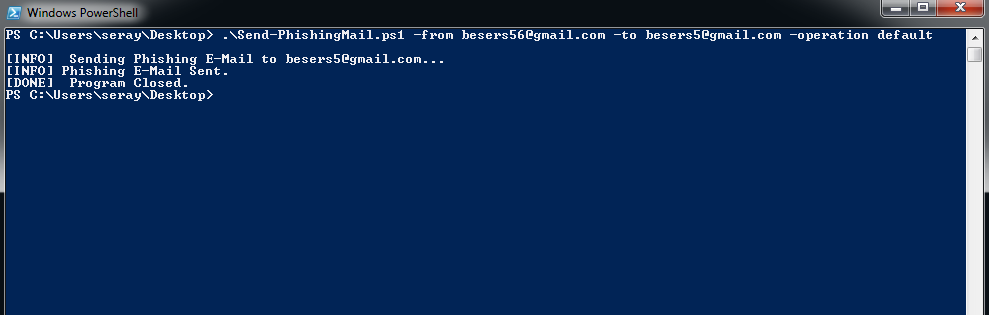 Windows PowerShell
PS C:\Users\seray\Desktop> .\Send-PhishingMail.ps1 -from besers56@gmail.com -to besers5@gmail.com -operation default
[INFO]  Sending Phishing E-Mail to besers5@gmail.com...
[INFO] Phishing E-Mail Sent.
[DONE]  Program Closed.
PS C:\Users\seray\Desktop>